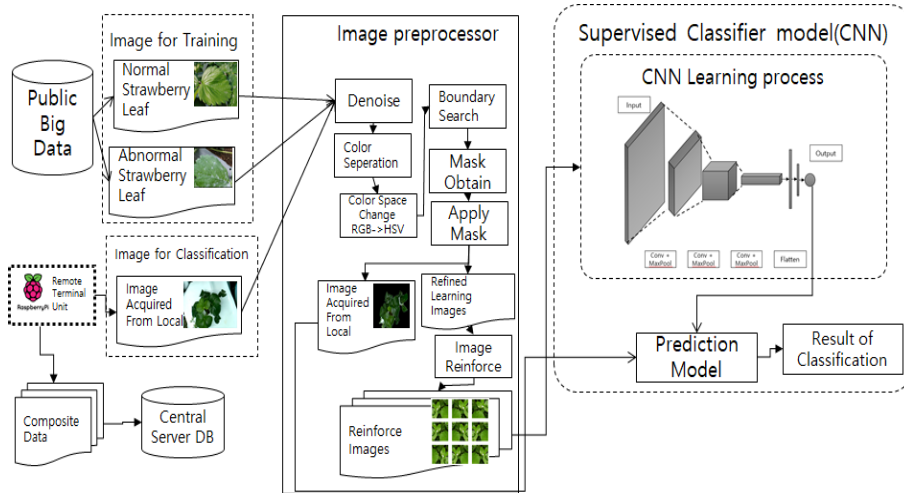 Image for Training
Public
Big
Data
Normal
Strawberry
Leaf
Abnormal
Strawberry
Leaf
Image for Classification
RaspberryPi
Remote
Terminal
Unit
Image
Acquired
From Local
Composite
Data
Central
Server DB
Image preprocessor
Denoise
Color
Seperation
Color Space
Change
RGB->HSV
Boundary
Search
Mask
Obtain
Apply
Mask
Image
Acquired
From Local
Refined
Learning
Images
Image
Reinforce
Reinforce
Images
Supervised Classifier model(CNN)
CNN Learning process
Input
Output
Conv +
MaxPool
Conv +
MaxPool
Conv +
MaxPool
Flatten
Prediction
Model
Result of
Classification